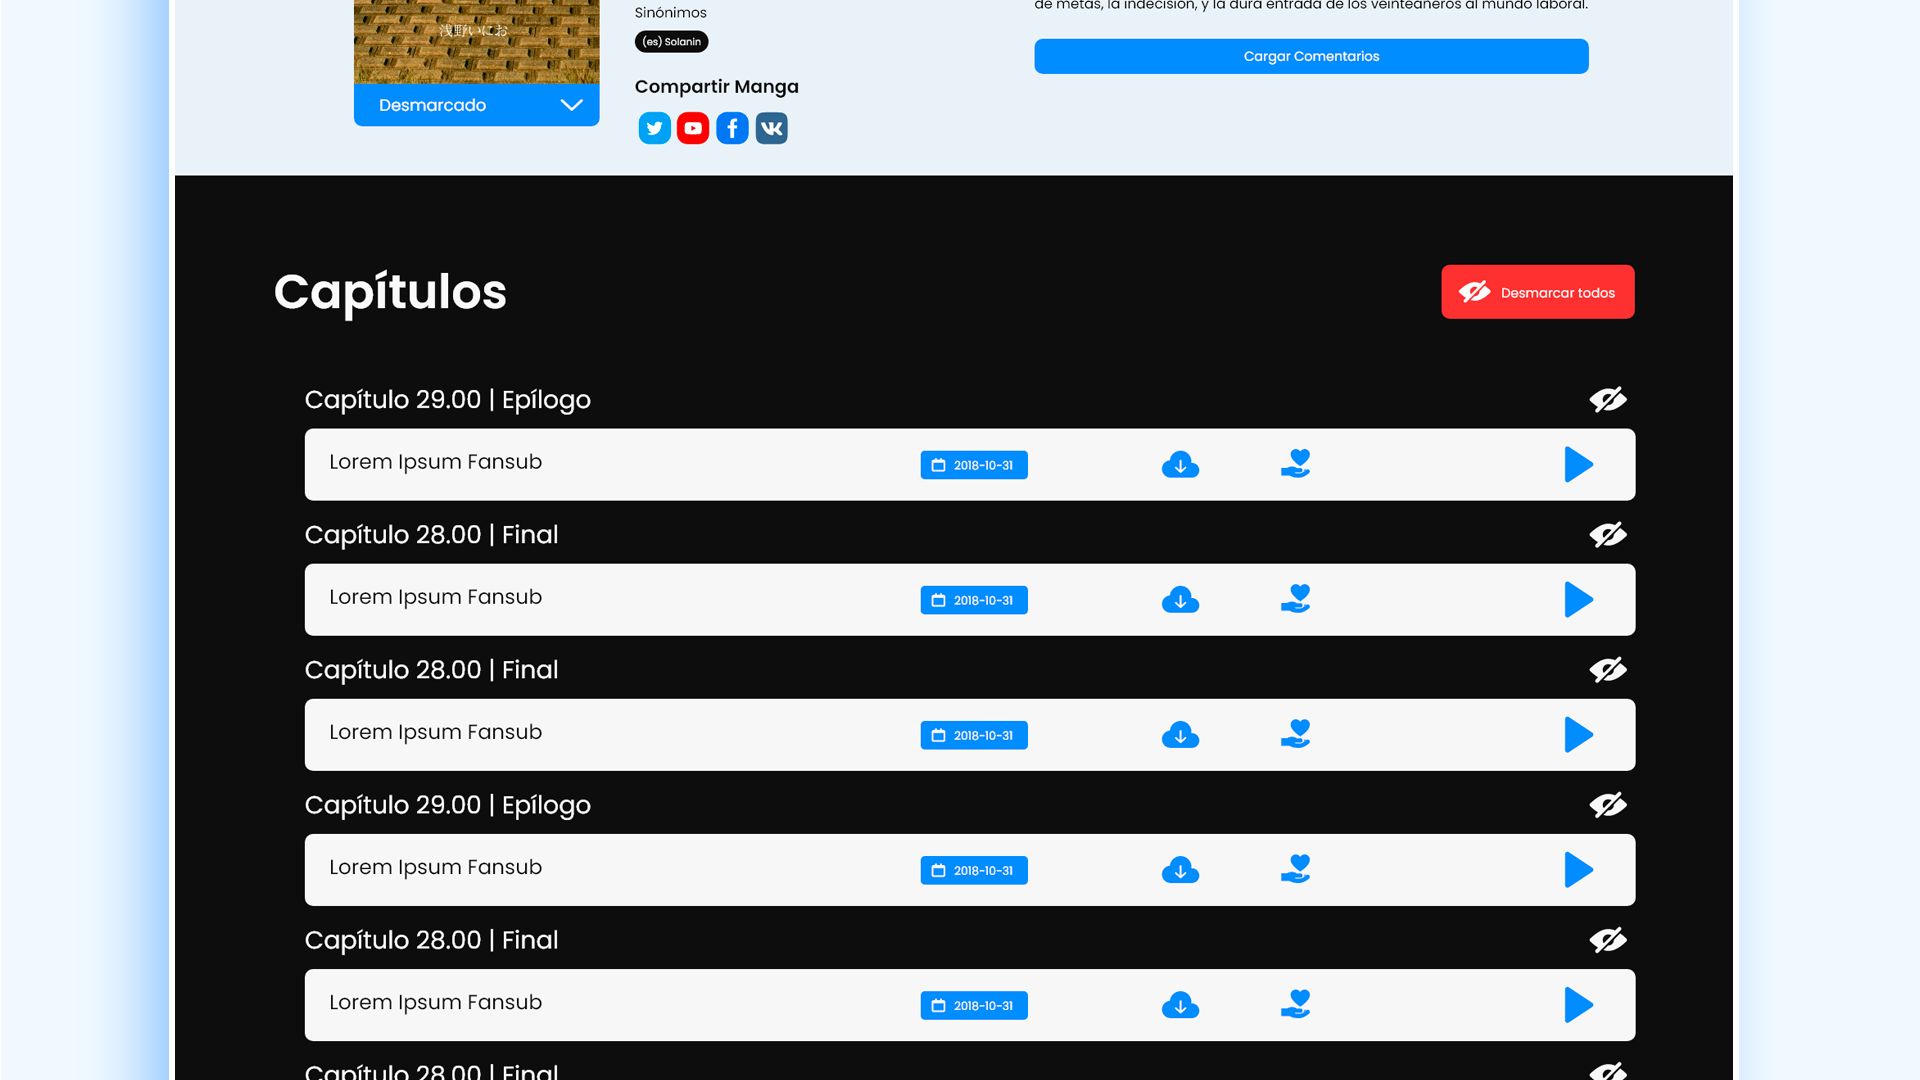 浅野いにお
Desmarcado
Sinónimos
(es) Solanin
Compartir Manga
de metas, la indecisión, y la dura entrada de los veinteañeros al mundo laboral.
Cargar Comentarios
Capítulos
Desmarcar todos
Capítulo 29.00 | Epílogo
Lorem Ipsum Fansub
2018-10-31
Capítulo 28.00 | Final
Lorem Ipsum Fansub
2018-10-31
Capítulo 28.00 | Final
Lorem Ipsum Fansub
2018-10-31
Capítulo 29.00 | Epílogo
Lorem Ipsum Fansub
2018-10-31
Capítulo 28.00 | Final
Lorem Ipsum Fansub
2018-10-31
Capítulo 28.00 | Final